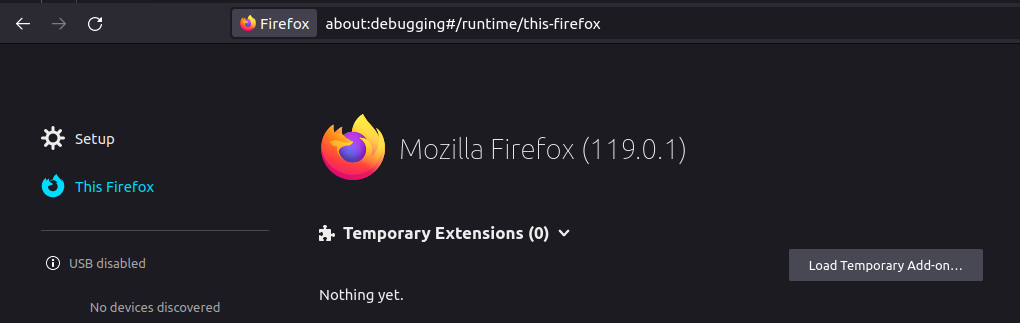 Firefox about:debugging#/runtime/this-firefox
Setup
Mozilla Firefox (119.0.1)
This Firefox
Temporary Extensions (0)
USB disabled
Load Temporary Add-on…
Nothing yet.
No devices discovered